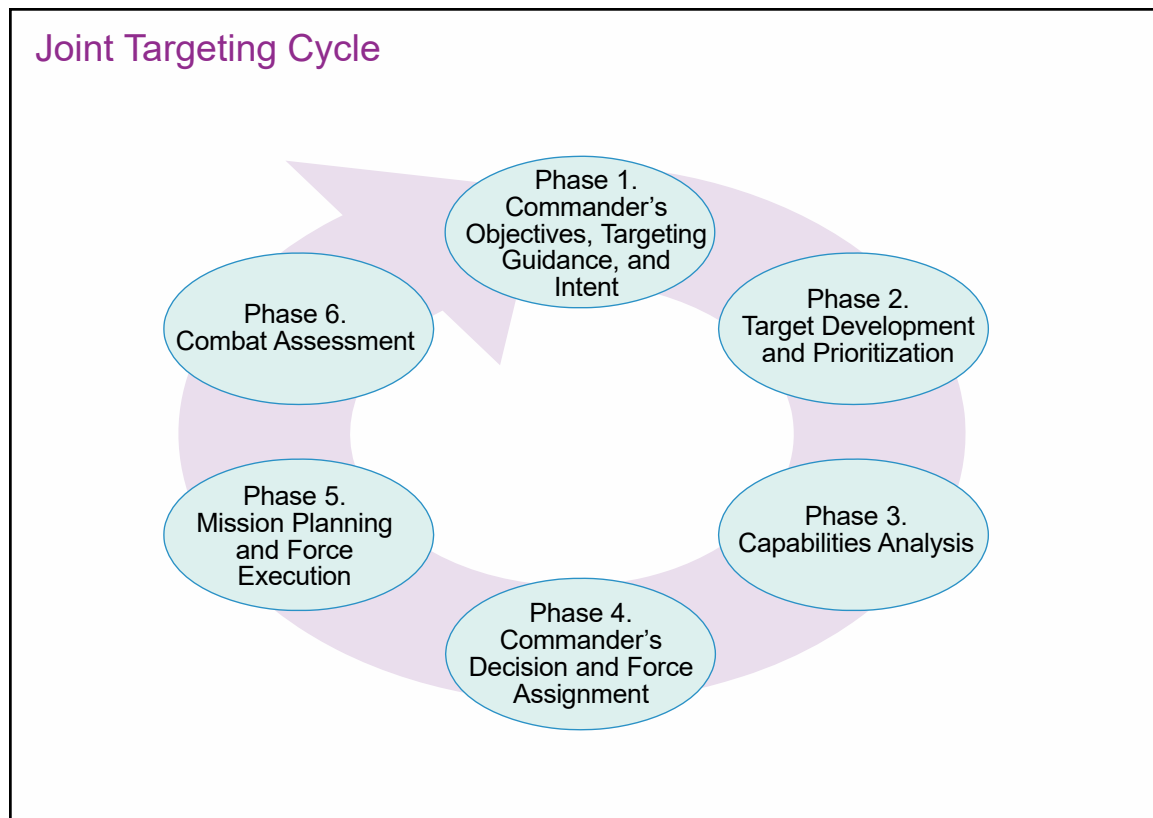 Joint Targeting Cycle
Phase 1.
Commander’s
Objectives, Targeting
Guidance, and
Intent
Phase 2.
Target Development
and Prioritization
Phase 3.
Capabilities Analysis
Phase 4.
Commander’s
Decision and Force
Assignment
Phase 5.
Mission Planning
and Force
Execution
Phase 6.
Combat Assessment